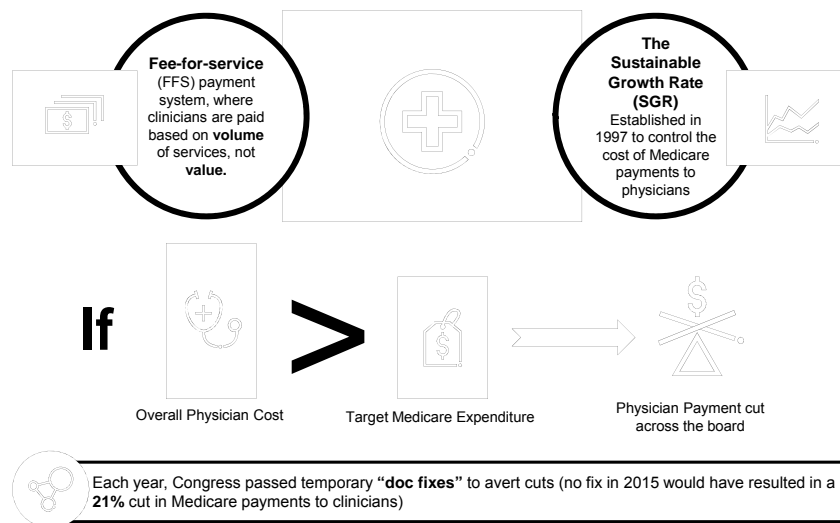 Fee-for-service
(FFS) payment
system, where
clinicians are paid
based on volume
of services, not
value.
The
Sustainable
Growth Rate
(SGR)
Established in
1997 to control the
cost of Medicare
payments to
physicians
$
If
>
$
$
Overall Physician Cost
Target Medicare Expenditure
Physician Payment cut
across the board
Each year, Congress passed temporary “doc fixes” to avert cuts (no fix in 2015 would have resulted in a
21% cut in Medicare payments to clinicians)